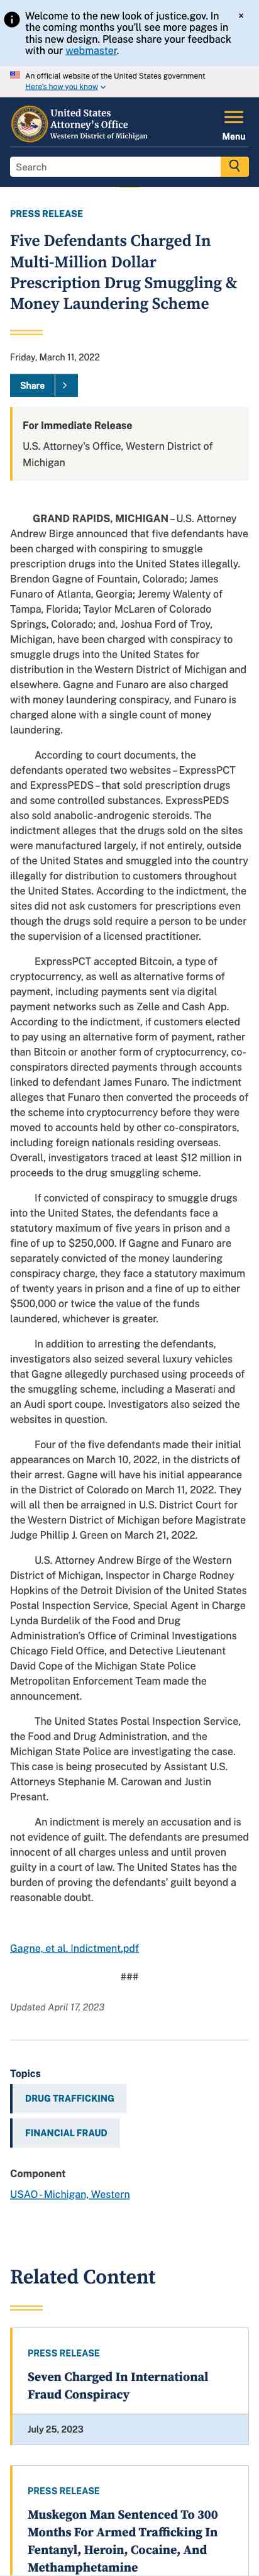 Welcome to the new look of justice.gov. In
the coming months you'll see more pages in
this new design. Please share your feedback
with our webmaster.
×
An official website of the United States government
Here's how you know
United States
Attorney's Office
Western District of Michigan
Menu
Search
PRESS RELEASE
Five Defendants Charged In
Multi-Million Dollar
Prescription Drug Smuggling &
Money Laundering Scheme
Friday, March 11, 2022
Share
For Immediate Release
U.S. Attorney's Office, Western District of
Michigan
GRAND RAPIDS, MICHIGAN – U.S. Attorney
Andrew Birge announced that five defendants have
been charged with conspiring to smuggle
prescription drugs into the United States illegally.
Brendon Gagne of Fountain, Colorado; James
Funaro of Atlanta, Georgia; Jeremy Walenty of
Tampa, Florida; Taylor McLaren of Colorado
Springs, Colorado; and, Joshua Ford of Troy,
Michigan, have been charged with conspiracy to
smuggle drugs into the United States for
distribution in the Western District of Michigan and
elsewhere. Gagne and Funaro are also charged
with money laundering conspiracy, and Funaro is
charged alone with a single count of money
laundering.
According to court documents, the
defendants operated two websites – ExpressPCT
and ExpressPEDS – that sold prescription drugs
and some controlled substances. ExpressPEDS
also sold anabolic-androgenic steroids. The
indictment alleges that the drugs sold on the sites
were manufactured largely, if not entirely, outside
of the United States and smuggled into the country
illegally for distribution to customers throughout
the United States. According to the indictment, the
sites did not ask customers for prescriptions even
though the drugs sold require a person to be under
the supervision of a licensed practitioner.
ExpressPCT accepted Bitcoin, a type of
cryptocurrency, as well as alternative forms of
payment, including payments sent via digital
payment networks such as Zelle and Cash App.
According to the indictment, if customers elected
to pay using an alternative form of payment, rather
than Bitcoin or another form of cryptocurrency, co-
conspirators directed payments through accounts
linked to defendant James Funaro. The indictment
alleges that Funaro then converted the proceeds of
the scheme into cryptocurrency before they were
moved to accounts held by other co-conspirators,
including foreign nationals residing overseas.
Overall, investigators traced at least $12 million in
proceeds to the drug smuggling scheme.
If convicted of conspiracy to smuggle drugs
into the United States, the defendants face a
statutory maximum of five years in prison and a
fine of up to $250,000. If Gagne and Funaro are
separately convicted of the money laundering
conspiracy charge, they face a statutory maximum
of twenty years in prison and a fine of up to either
$500,000 or twice the value of the funds
laundered, whichever is greater.
In addition to arresting the defendants,
investigators also seized several luxury vehicles
that Gagne allegedly purchased using proceeds of
the smuggling scheme, including a Maserati and
an Audi sport coupe. Investigators also seized the
websites in question.
Four of the five defendants made their initial
appearances on March 10, 2022, in the districts of
their arrest. Gagne will have his initial appearance
in the District of Colorado on March 11, 2022. They
will all then be arraigned in U.S. District Court for
the Western District of Michigan before Magistrate
Judge Phillip J. Green on March 21, 2022.
U.S. Attorney Andrew Birge of the Western
District of Michigan, Inspector in Charge Rodney
Hopkins of the Detroit Division of the United States
Postal Inspection Service, Special Agent in Charge
Lynda Burdelik of the Food and Drug
Administration's Office of Criminal Investigations
Chicago Field Office, and Detective Lieutenant
David Cope of the Michigan State Police
Metropolitan Enforcement Team made the
announcement.
The United States Postal Inspection Service,
the Food and Drug Administration, and the
Michigan State Police are investigating the case.
This case is being prosecuted by Assistant U.S.
Attorneys Stephanie M. Carowan and Justin
Presant.
An indictment is merely an accusation and is
not evidence of guilt. The defendants are presumed
innocent of all charges unless and until proven
guilty in a court of law. The United States has the
burden of proving the defendants' guilt beyond a
reasonable doubt.
Gagne, et al. Indictment.pdf
###
Updated April 17, 2023
Topics
DRUG TRAFFICKING
FINANCIAL FRAUD
Component
USAO - Michigan, Western
Related Content
PRESS RELEASE
Seven Charged In International
Fraud Conspiracy
July 25, 2023
PRESS RELEASE
Muskegon Man Sentenced To 300
Months For Armed Trafficking In
Fentanyl, Heroin, Cocaine, And
Methamphetamine